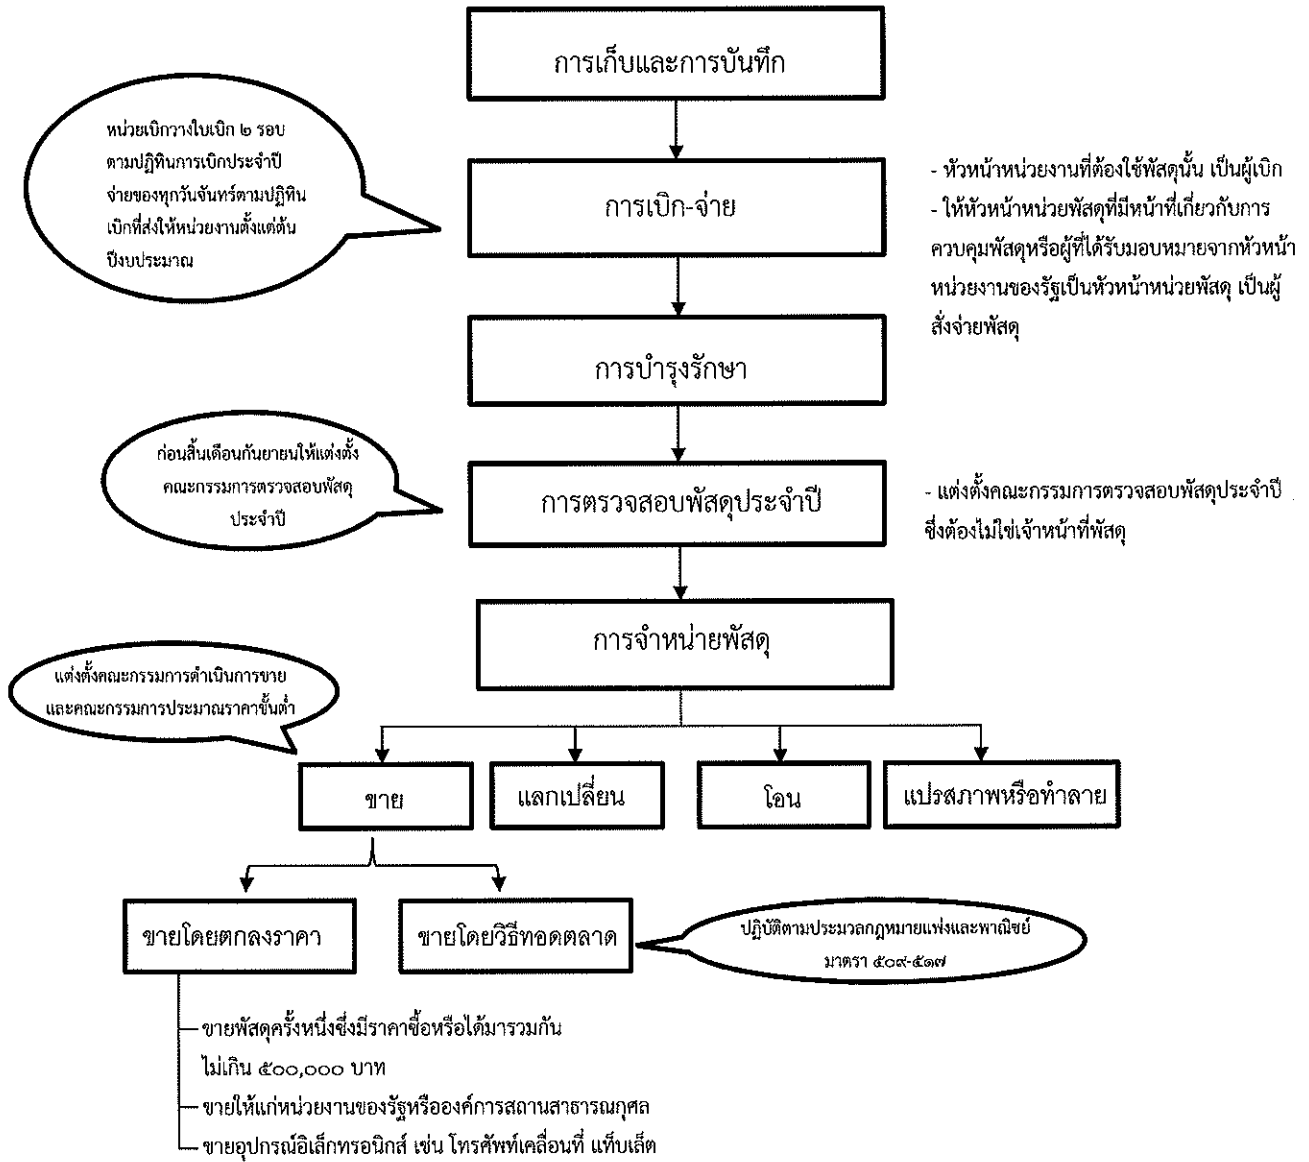 การเก็บและการบันทึก
หน่วยเบิกวางใบเบิก ๒ รอบ
ตามปฏิทินการเบิกประจำปี
จ่ายของทุกวันจันทร์ตามปฏิทิน
เบิกที่ส่งให้หน่วยงานตั้งแต่ต้น
ปีงบประมาณ
การเบิก-จ่าย
- หัวหน้าหน่วยงานที่ต้องใช้พัสดุนั้น เป็นผู้เบิก
- ให้หัวหน้าหน่วยพัสดุที่มีหน้าที่เกี่ยวกับการ
ควบคุมพัสดุหรือผู้ที่ได้รับมอบหมายจากหัวหน้า
หน่วยงานของรัฐเป็นหัวหน้าหน่วยพัสดุ เป็นผู้
สั่งจ่ายพัสดุ
การบำรุงรักษา
ก่อนสิ้นเดือนกันยายนให้แต่งตั้ง
คณะกรรมการตรวจสอบพัสดุ
ประจำปี
การตรวจสอบพัสดุประจำปี
- แต่งตั้งคณะกรรมการตรวจสอบพัสดุประจำปี
ซึ่งต้องไม่ใช่เจ้าหน้าที่พัสดุ
การจำหน่ายพัสดุ
แต่งตั้งคณะกรรมการดำเนินการขาย
และคณะกรรมการประมาณราคาขั้นต่ำ
ขาย
แลกเปลี่ยน
โอน
แปรสภาพหรือทำลาย
ขายโดยตกลงราคา
ขายโดยวิธีทอดตลาด
ปฏิบัติตามประมวลกฎหมายแพ่งและพาณิชย์
มาตรา ๕๐๙-๕๑๗
ขายพัสดุครั้งหนึ่งซึ่งมีราคาซื้อหรือได้มารวมกัน
ไม่เกิน ๕๐๐,๐๐๐ บาท
ขายให้แก่หน่วยงานของรัฐหรือองค์การสถานสาธารณกุศล
ขายอุปกรณ์อิเล็กทรอนิกส์ เช่น โทรศัพท์เคลื่อนที่ แท็บเล็ต